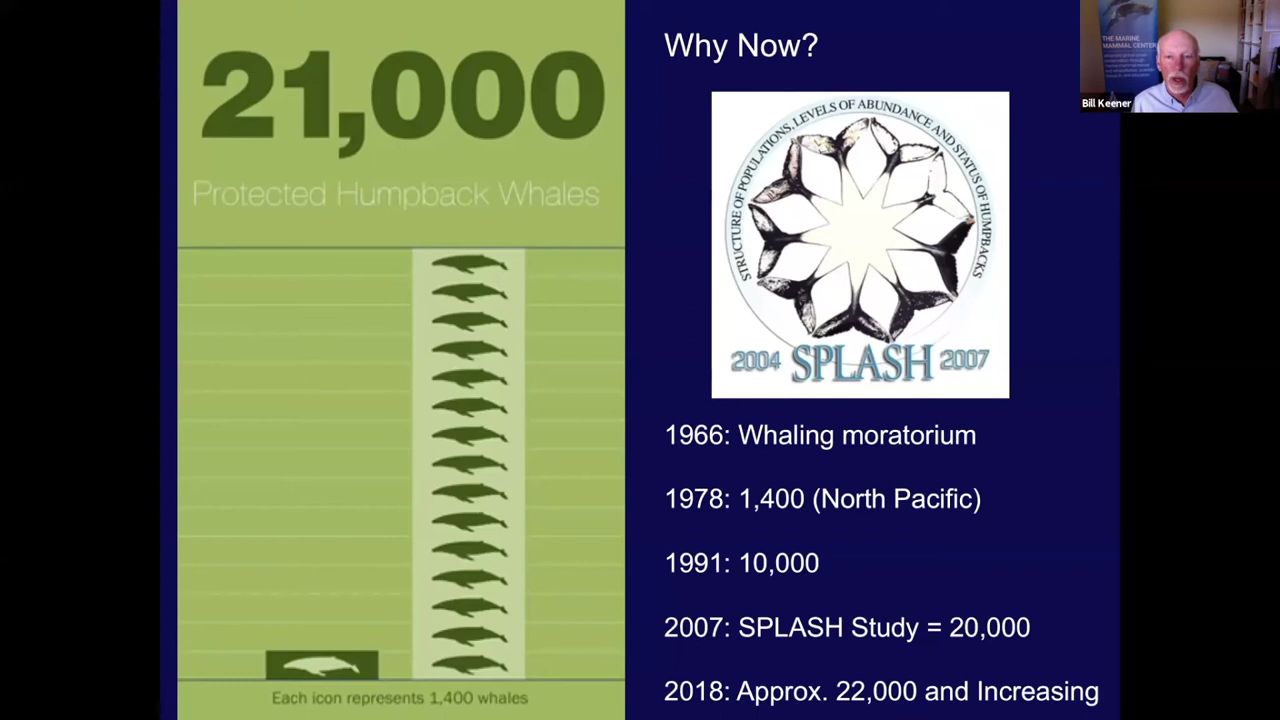 21,000
Protected Humpback Whales
Each icon represents 1,400 whales
Why Now?
STRUCTURE OF POPULATIONS, LEVELS OF ABUNDANCE AND STATUS OF HUMPBACKS
2004 SPLASH 2007
1966: Whaling moratorium
1978: 1,400 (North Pacific)
1991: 10,000
2007: SPLASH Study = 20,000
2018: Approx. 22,000 and Increasing
THE MARINE
MAMMAL CENTER
Bill Keener